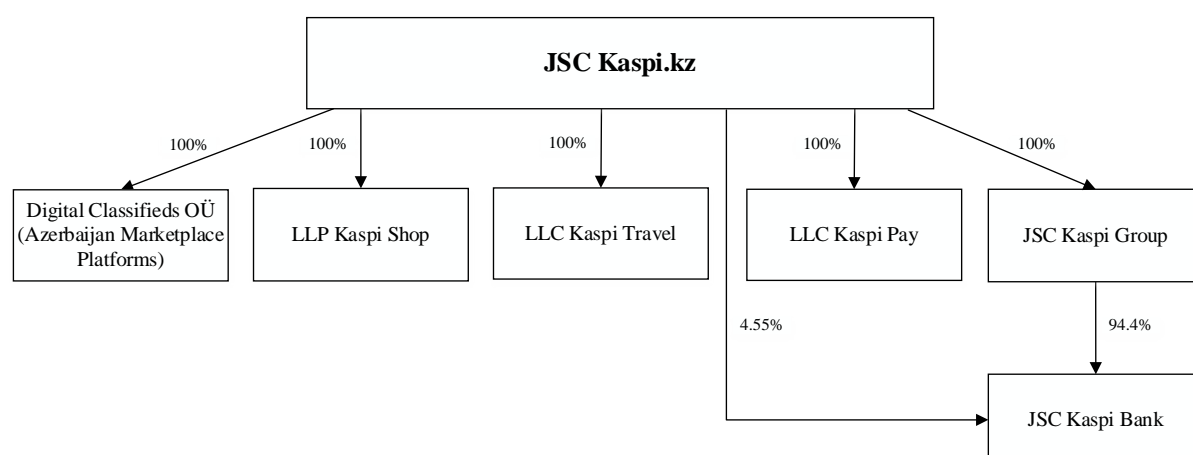 JSC Kaspi.kz
100%
100%
100%
100%
100%
Digital Classifieds OÜ
(Azerbaijan Marketplace
Platforms)
LLP Kaspi Shop
LLC Kaspi Travel
LLC Kaspi Pay
JSC Kaspi Group
4.55%
94.4%
JSC Kaspi Bank